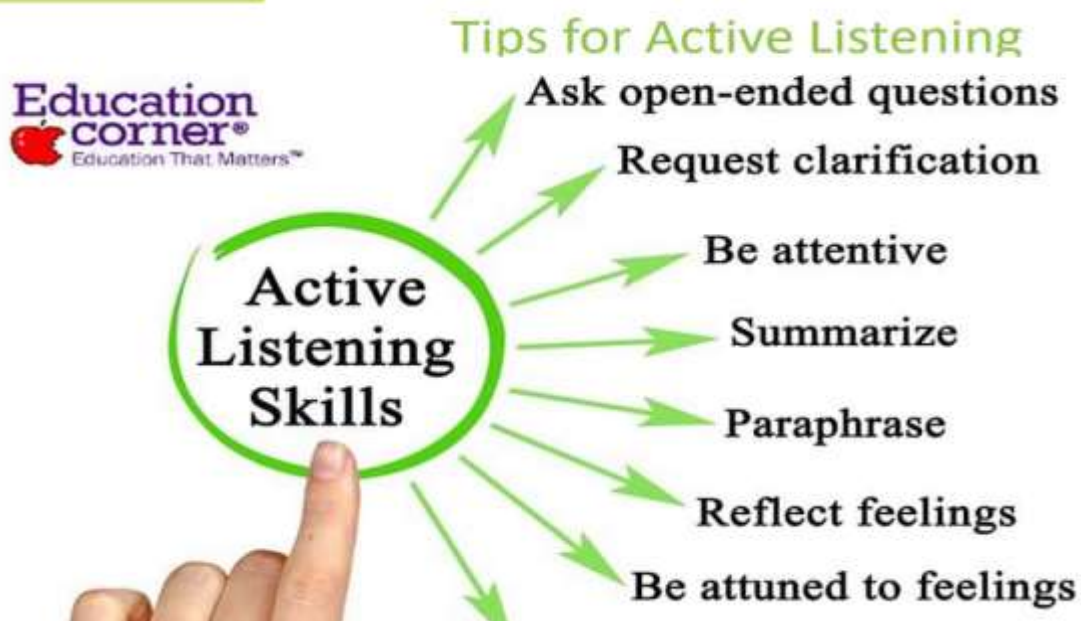 Tips for Active Listening
Education
corner®
Education That Matters™
Ask open-ended questions
Request clarification
Be attentive
Summarize
Paraphrase
Reflect feelings
Be attuned to feelings
Active
Listening
Skills